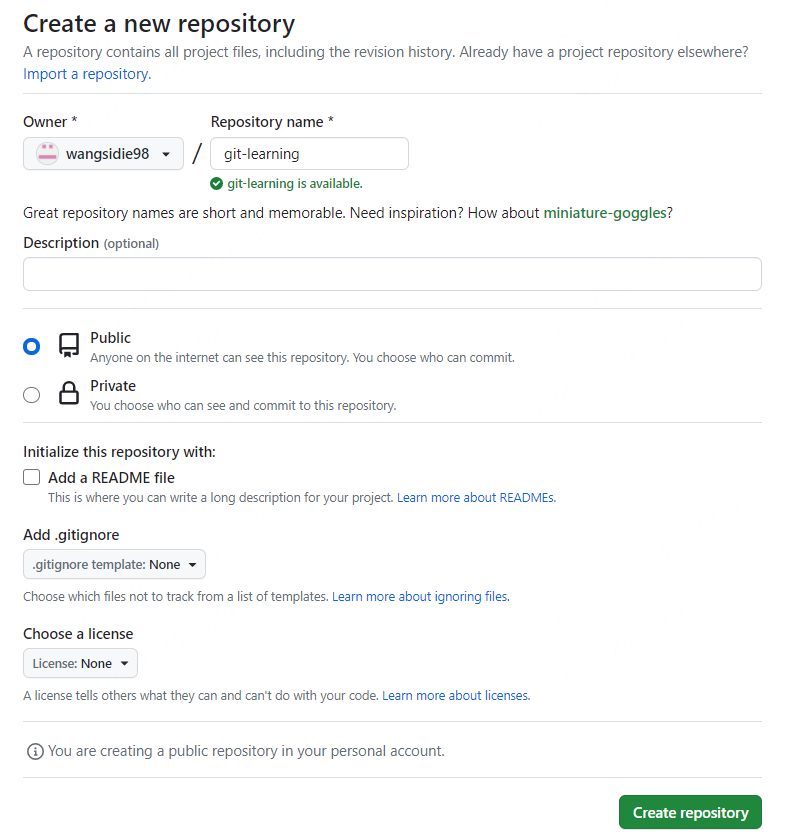 Create a new repository
A repository contains all project files, including the revision history. Already have a project repository elsewhere?
Import a repository.
Owner * Repository name *
wangsidie98 / git-learning
git-learning is available.
Great repository names are short and memorable. Need inspiration? How about miniature-goggles?
Description (optional)
Public
Anyone on the internet can see this repository. You choose who can commit.
Private
You choose who can see and commit to this repository.
Initialize this repository with:
Add a README file
This is where you can write a long description for your project. Learn more about READMEs.
Add .gitignore
.gitignore template: None
Choose which files not to track from a list of templates. Learn more about ignoring files.
Choose a license
License: None
A license tells others what they can and can't do with your code. Learn more about licenses.
You are creating a public repository in your personal account.
Create repository